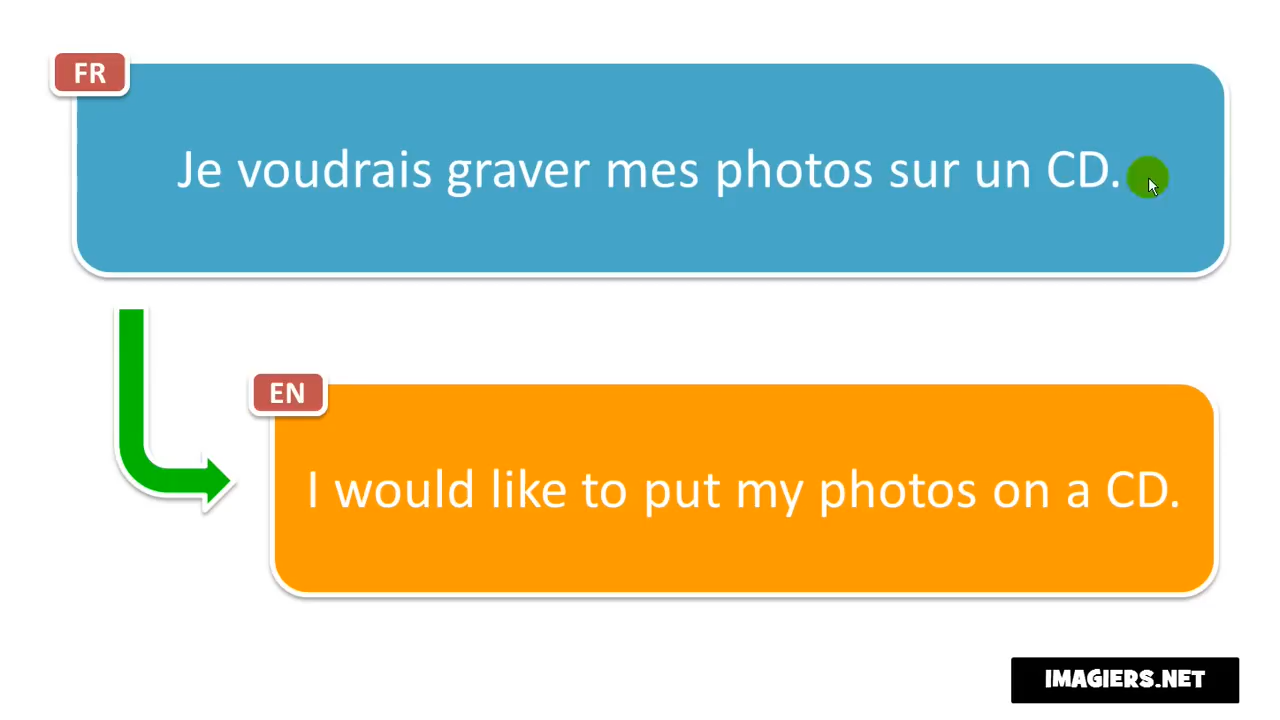 FR
Je voudrais graver mes photos sur un CD.
EN
I would like to put my photos on a CD.
IMAGIERS.NET